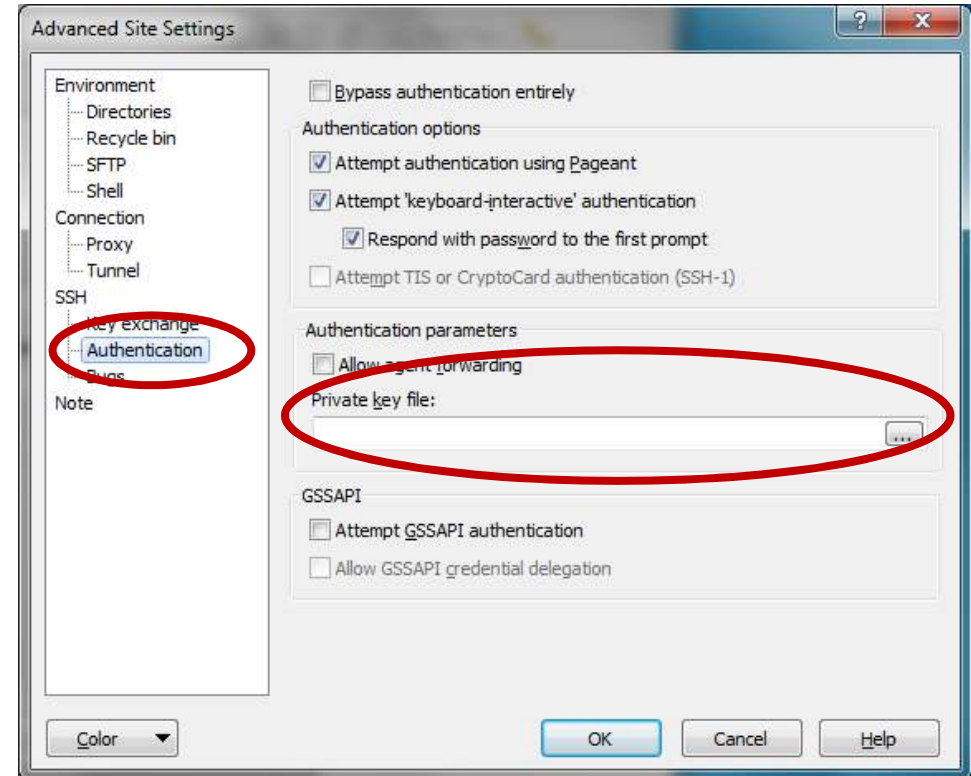 Advanced Site Settings
?
X
Environment
Directories
Recycle bin
SFTP
Shell
Connection
Proxy
Tunnel
SSH
Key exchange
Authentication
Bugs
Note
Bypass authentication entirely
Authentication options
Attempt authentication using Pageant
Attempt 'keyboard-interactive' authentication
Respond with password to the first prompt
Attempt TIS or CryptoCard authentication (SSH-1)
Authentication parameters
Allow agent forwarding
Private key file:
...
GSSAPI
Attempt GSSAPI authentication
Allow GSSAPI credential delegation
Color
OK
Cancel
Help